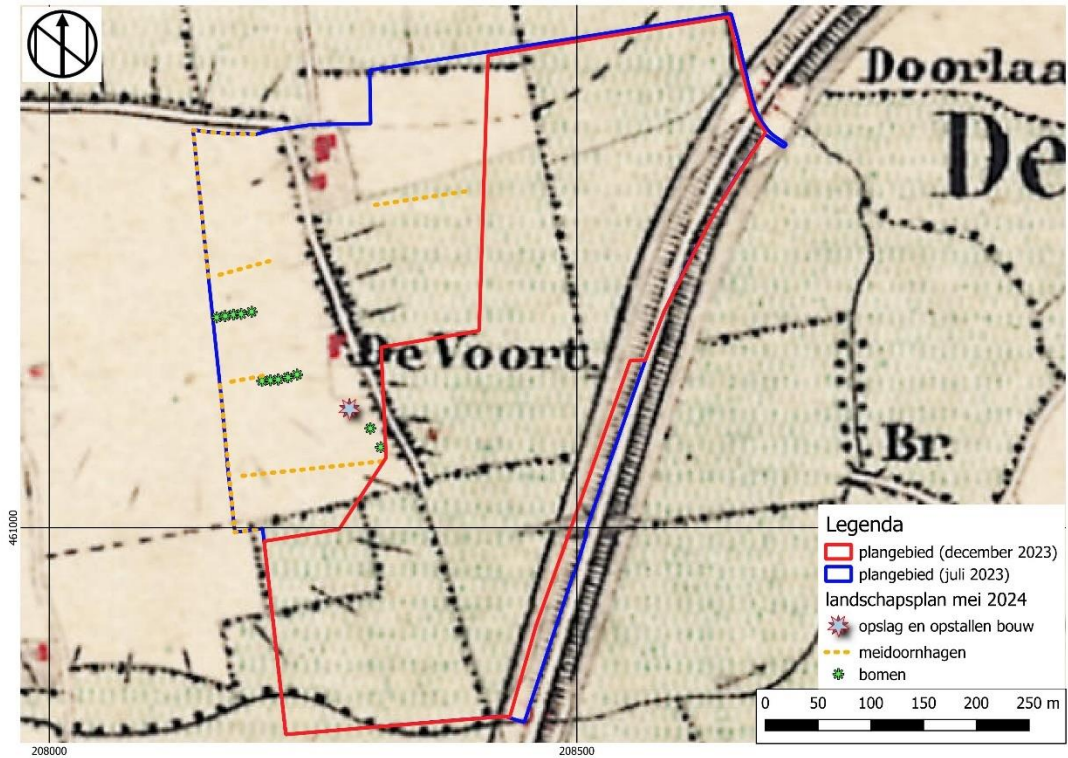 Doorlaa
De
De Voort.
Br.
461000
Legenda
plangebied (december 2023)
plangebied (juli 2023)
landschapsplan mei 2024
opslag en opstallen bouw
meidoornhagen
bomen
0 50 100 150 200 250 m
208000 208500